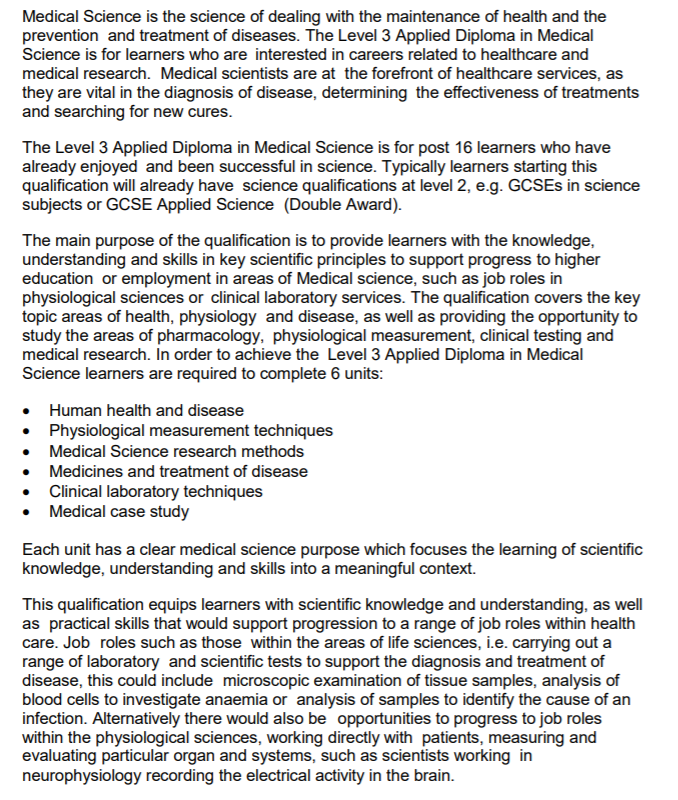 Medical Science is the science of dealing with the maintenance of health and the
prevention and treatment of diseases. The Level 3 Applied Diploma in Medical
Science is for learners who are interested in careers related to healthcare and
medical research. Medical scientists are at the forefront of healthcare services, as
they are vital in the diagnosis of disease, determining the effectiveness of treatments
and searching for new cures.
The Level 3 Applied Diploma in Medical Science is for post 16 learners who have
already enjoyed and been successful in science. Typically learners starting this
qualification will already have science qualifications at level 2, e.g. GCSEs in science
subjects or GCSE Applied Science (Double Award).
The main purpose of the qualification is to provide learners with the knowledge,
understanding and skills in key scientific principles to support progress to higher
education or employment in areas of Medical science, such as job roles in
physiological sciences or clinical laboratory services. The qualification covers the key
topic areas of health, physiology and disease, as well as providing the opportunity to
study the areas of pharmacology, physiological measurement, clinical testing and
medical research. In order to achieve the Level 3 Applied Diploma in Medical
Science learners are required to complete 6 units:
• Human health and disease
• Physiological measurement techniques
• Medical Science research methods
• Medicines and treatment of disease
• Clinical laboratory techniques
• Medical case study
Each unit has a clear medical science purpose which focuses the learning of scientific
knowledge, understanding and skills into a meaningful context.
This qualification equips learners with scientific knowledge and understanding, as well
as practical skills that would support progression to a range of job roles within health
care. Job roles such as those within the areas of life sciences, i.e. carrying out a
range of laboratory and scientific tests to support the diagnosis and treatment of
disease, this could include microscopic examination of tissue samples, analysis of
blood cells to investigate anaemia or analysis of samples to identify the cause of an
infection. Alternatively there would also be opportunities to progress to job roles
within the physiological sciences, working directly with patients, measuring and
evaluating particular organ and systems, such as scientists working in
neurophysiology recording the electrical activity in the brain.